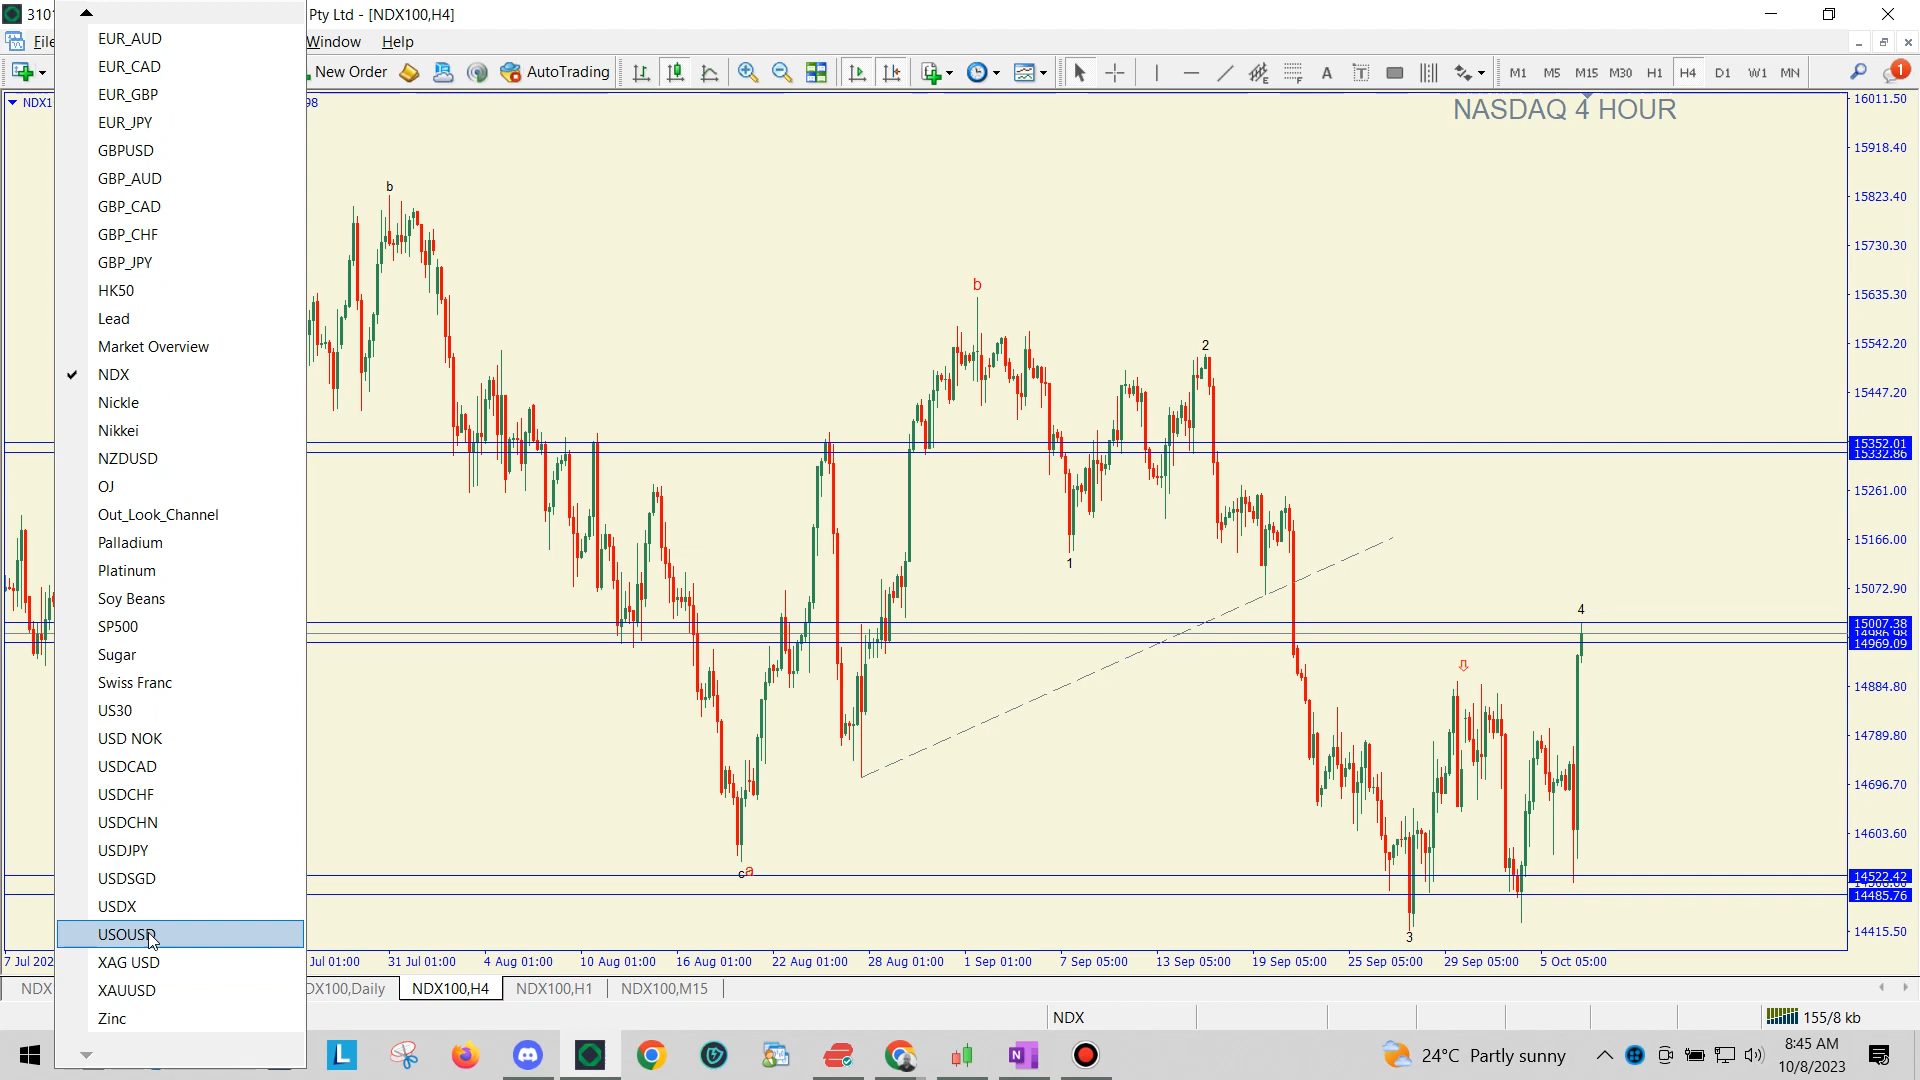 3101
Pty Ltd - [NDX100,H4]
File
Window
Help
New Order
AutoTrading
A
T
M1
M5
M15
M30
H1
H4
D1
W1
MN
1
EUR_AUD
EUR_CAD
EUR_GBP
EUR_JPY
GBPUSD
GBP_AUD
GBP_CAD
GBP_CHF
GBP_JPY
HK50
Lead
Market Overview
NDX
Nickle
Nikkei
NZDUSD
OJ
Out_Look_Channel
Palladium
Platinum
Soy Beans
SP500
Sugar
Swiss Franc
US30
USD NOK
USDCAD
USDCHF
USDCHN
USDJPY
USDSGD
USDX
USOUSD
XAG USD
XAUUSD
Zinc
NDX1
98
NASDAQ 4 HOUR
b
b
2
1
4
c
a
3
16011.50
15918.40
15823.40
15730.30
15635.30
15542.20
15447.20
15352.01
15332.86
15261.00
15166.00
15072.90
15007.38
14986.98
14969.09
14884.80
14789.80
14696.70
14603.60
14522.42
14485.76
14415.50
7 Jul 202
Jul 01:00
31 Jul 01:00
4 Aug 01:00
10 Aug 01:00
16 Aug 01:00
22 Aug 01:00
28 Aug 01:00
1 Sep 01:00
7 Sep 05:00
13 Sep 05:00
19 Sep 05:00
25 Sep 05:00
29 Sep 05:00
5 Oct 05:00
NDX
DX100,Daily
NDX100,H4
NDX100,H1
NDX100,M15
NDX
155/8 kb
L
N
24°C Partly sunny
8:45 AM
10/8/2023